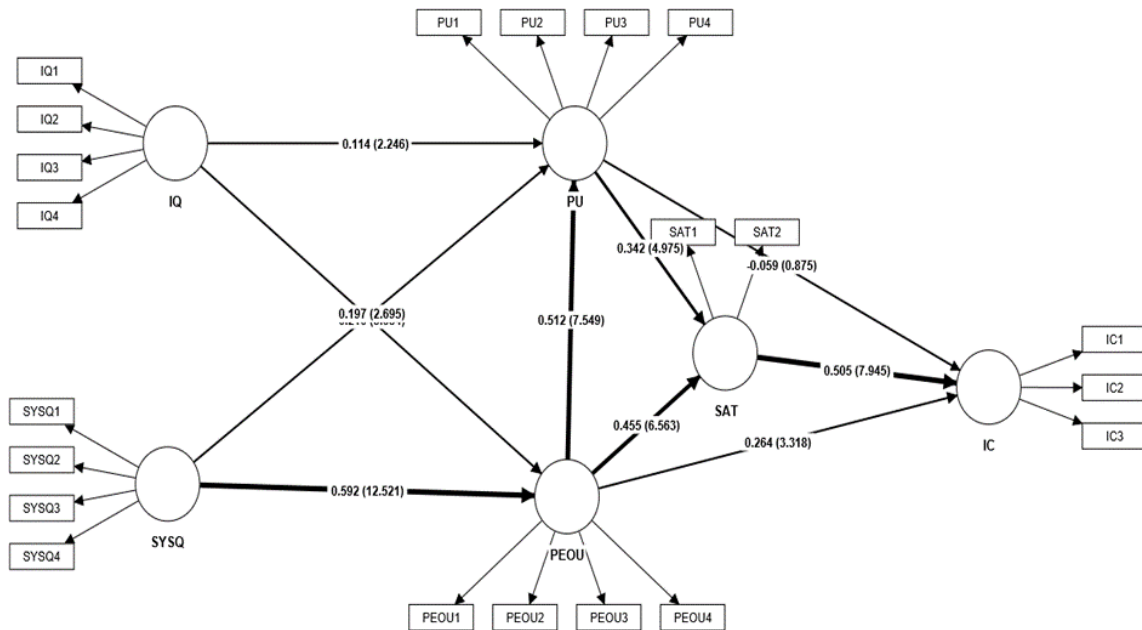 PU1 PU2 PU3 PU4
IQ1
IQ2
IQ3
IQ4
IQ
0.114 (2.246)
PU
SAT1 SAT2
0.342 (4.975)
-0.059 (0.875)
0.197 (2.695)
0.512 (7.549)
IC1
IC2
IC3
0.505 (7.945)
SAT
IC
SYSQ1
SYSQ2
SYSQ3
SYSQ4
0.455 (6.563)
0.264 (3.318)
0.592 (12.521)
SYSQ
PEOU
PEOU1 PEOU2 PEOU3 PEOU4